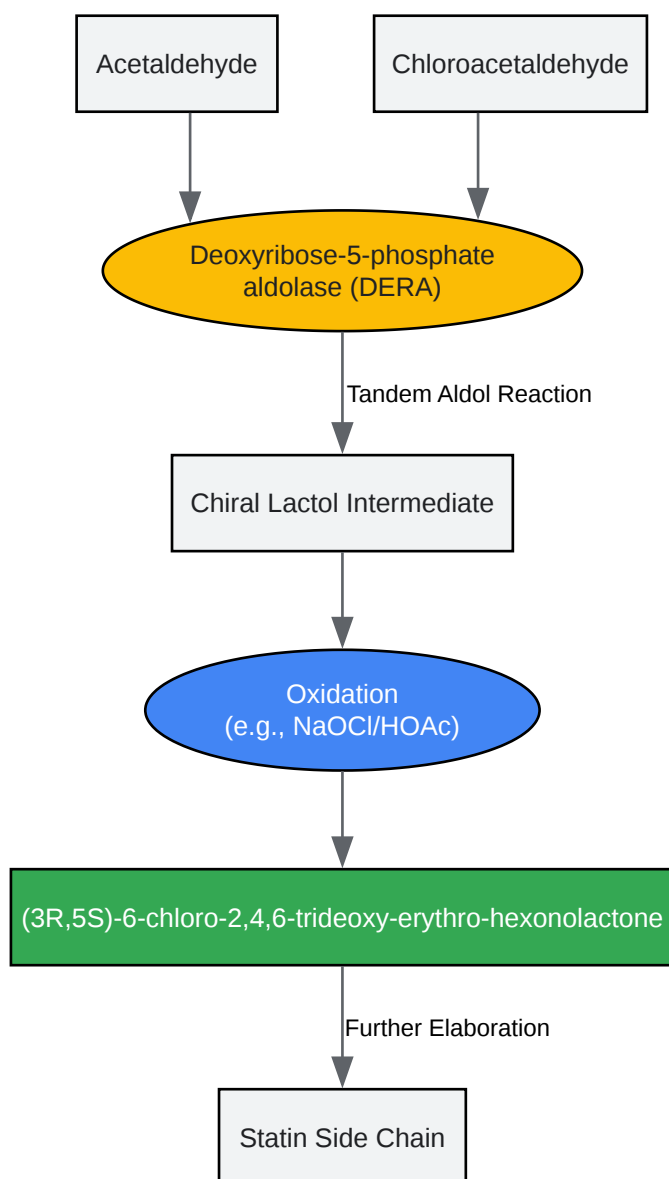 Acetaldehyde
Chloroacetaldehyde
Deoxyribose-5-phosphate
aldolase (DERA)
Tandem Aldol Reaction
Chiral Lactol Intermediate
Oxidation
(e.g., NaOCl/HOAc)
(3R,5S)-6-chloro-2,4,6-trideoxy-erythro-hexonolactone
Further Elaboration
Statin Side Chain